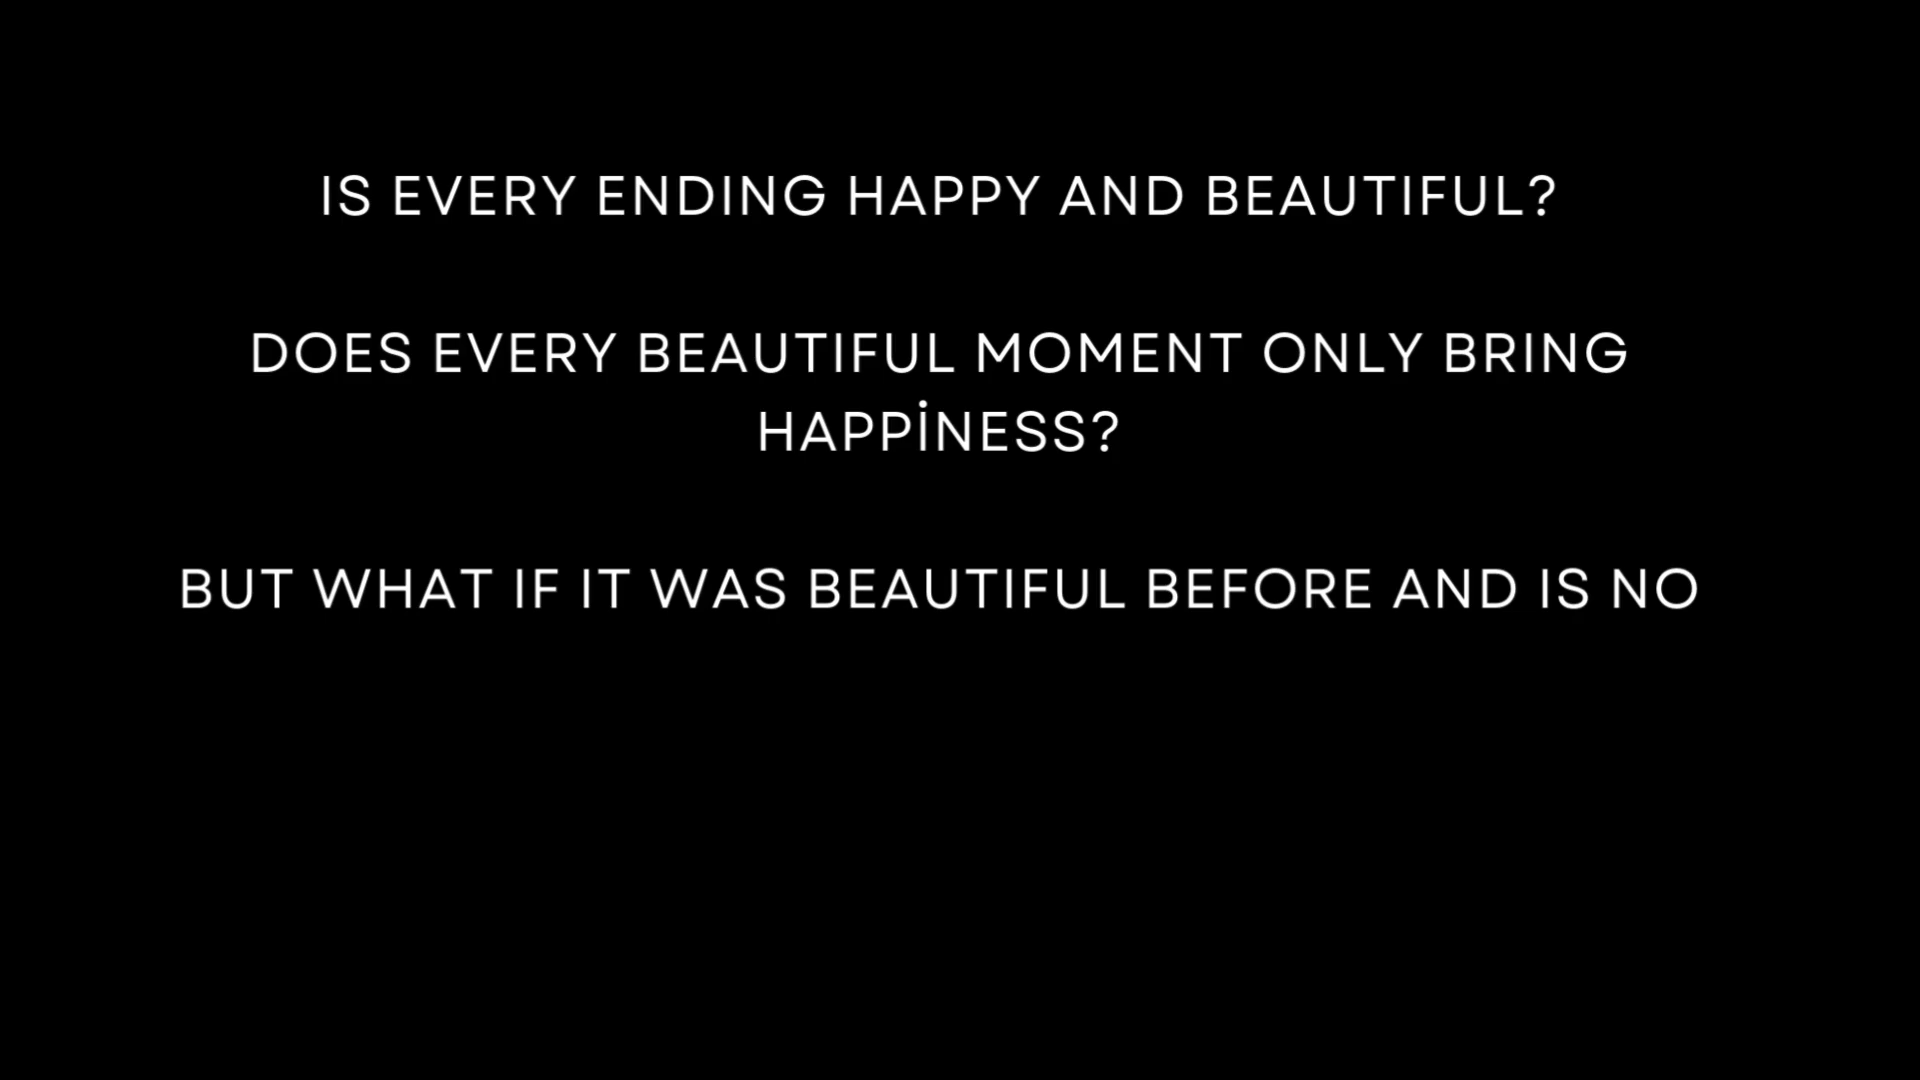 IS EVERY ENDING HAPPY AND BEAUTIFUL?
DOES EVERY BEAUTIFUL MOMENT ONLY BRING
HAPPİNESS?
BUT WHAT IF IT WAS BEAUTIFUL BEFORE AND IS NO